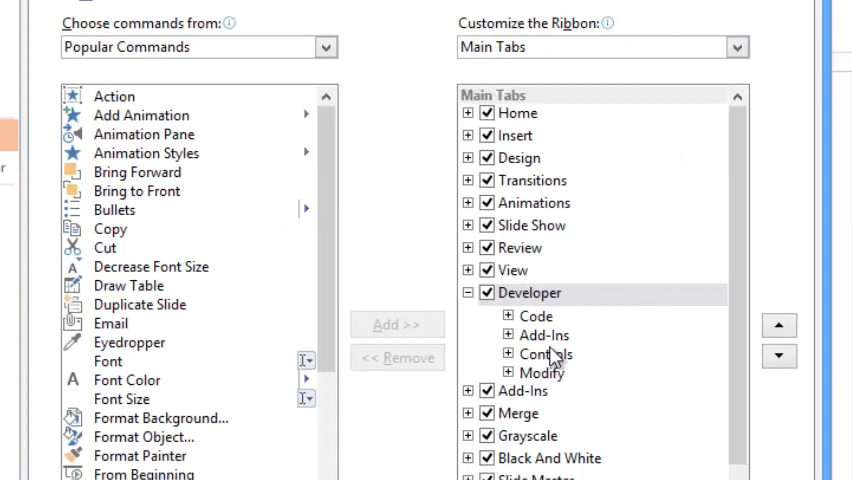 Choose commands from:
Popular Commands
Action
Add Animation
Animation Pane
Animation Styles
Bring Forward
Bring to Front
Bullets
Copy
Cut
Decrease Font Size
Draw Table
Duplicate Slide
Email
Eyedropper
Font
Font Color
Font Size
Format Background...
Format Object...
Format Painter
From Beginning
Add >>
<< Remove
Customize the Ribbon:
Main Tabs
Main Tabs
Home
Insert
Design
Transitions
Animations
Slide Show
Review
View
Developer
Code
Add-Ins
Controls
Modify
Add-Ins
Merge
Grayscale
Black And White
Slide Master